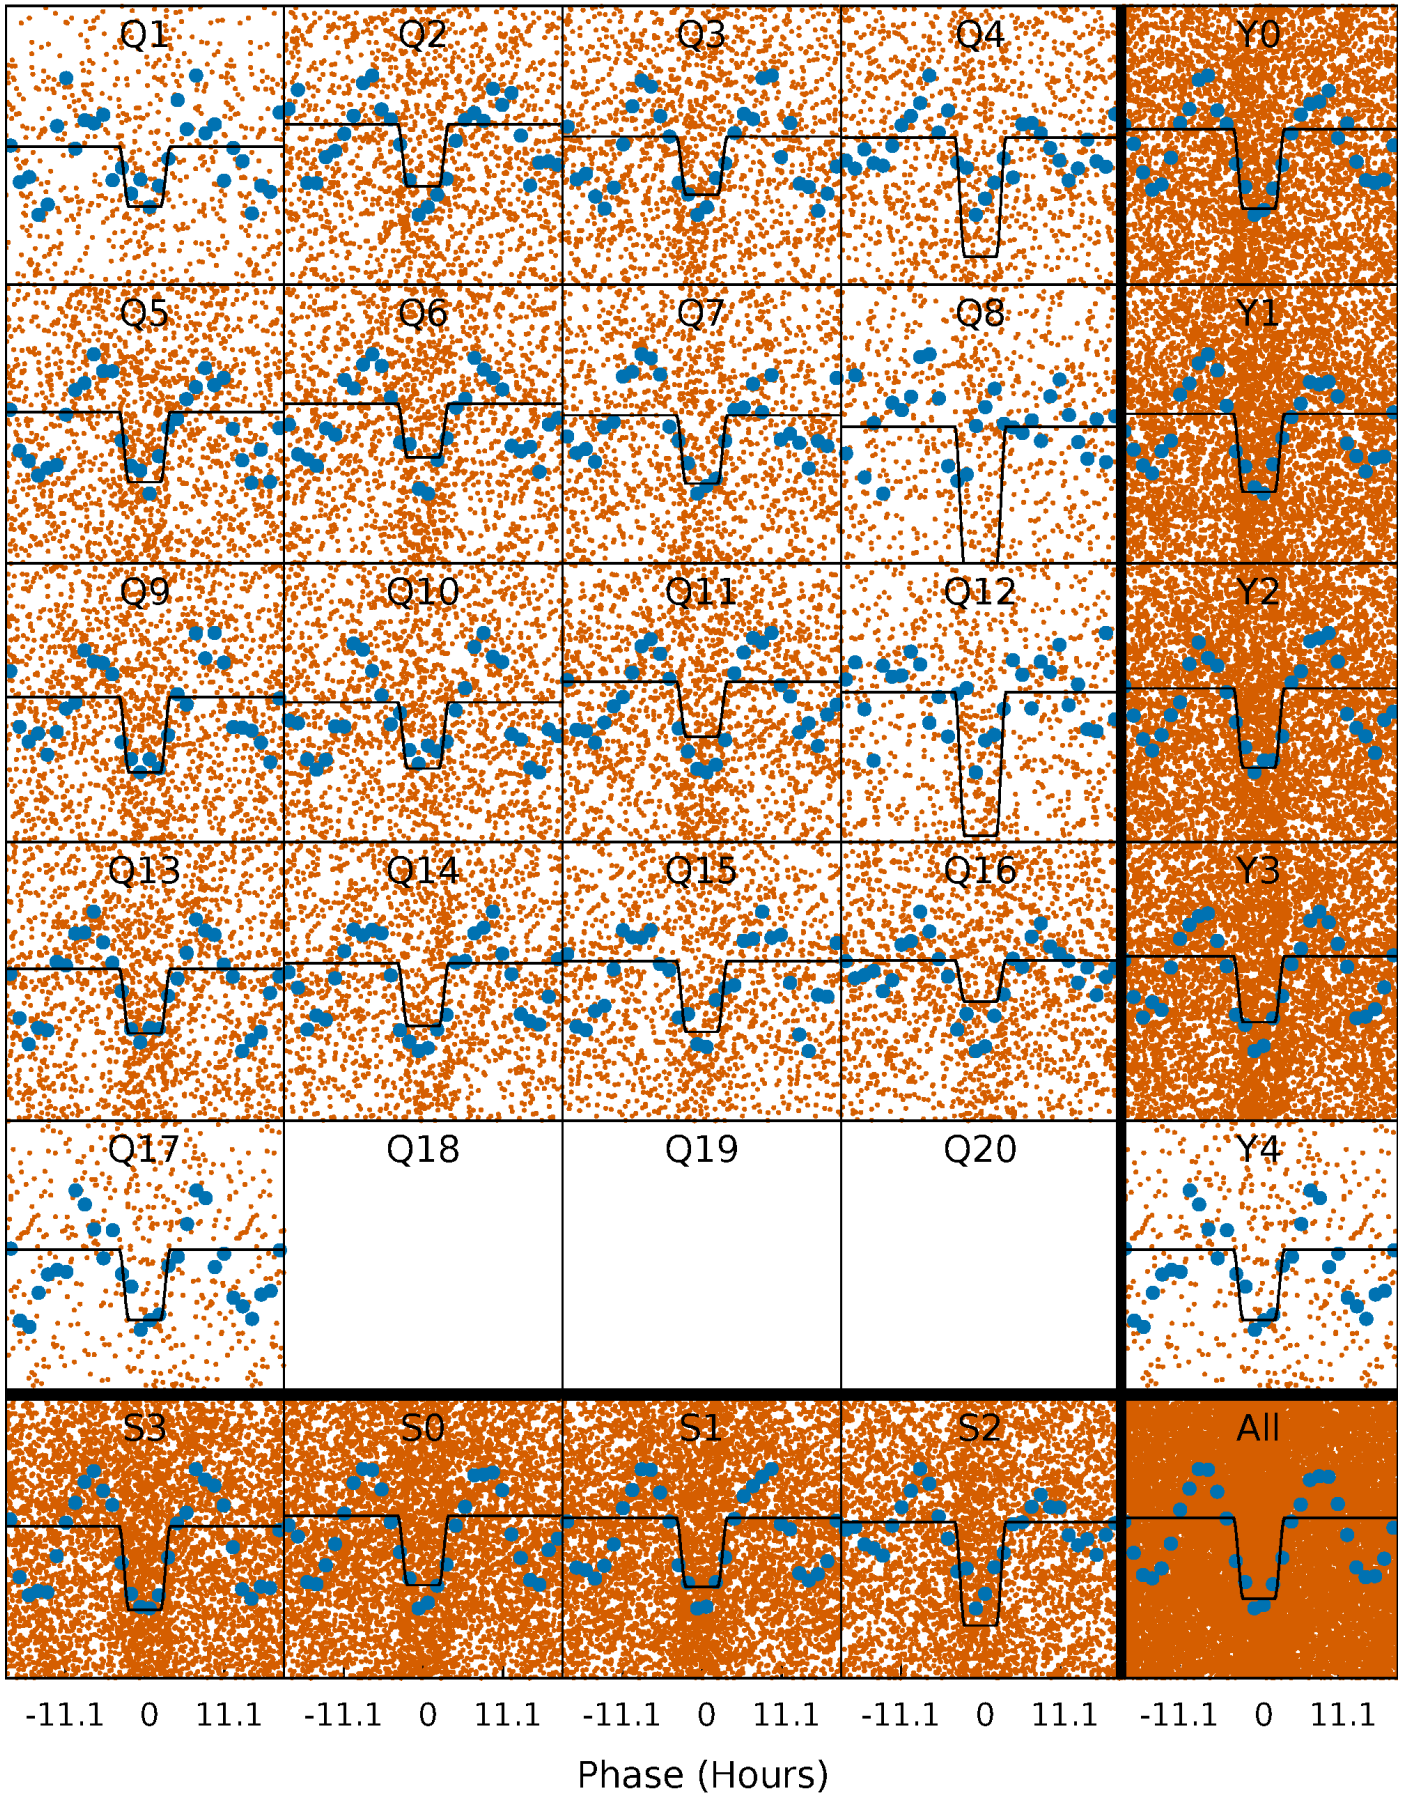 Q1 Q2 Q3 Q4 Y0
Q5 Q6 Q7 Q8 Y1
Q9 Q10 Q11 Q12 Y2
Q13 Q14 Q15 Q16 Y3
Q17 Q18 Q19 Q20 Y4
S3 S0 S1 S2 All
-11.1 0 11.1 -11.1 0 11.1 -11.1 0 11.1 -11.1 0 11.1 -11.1 0 11.1
Phase (Hours)